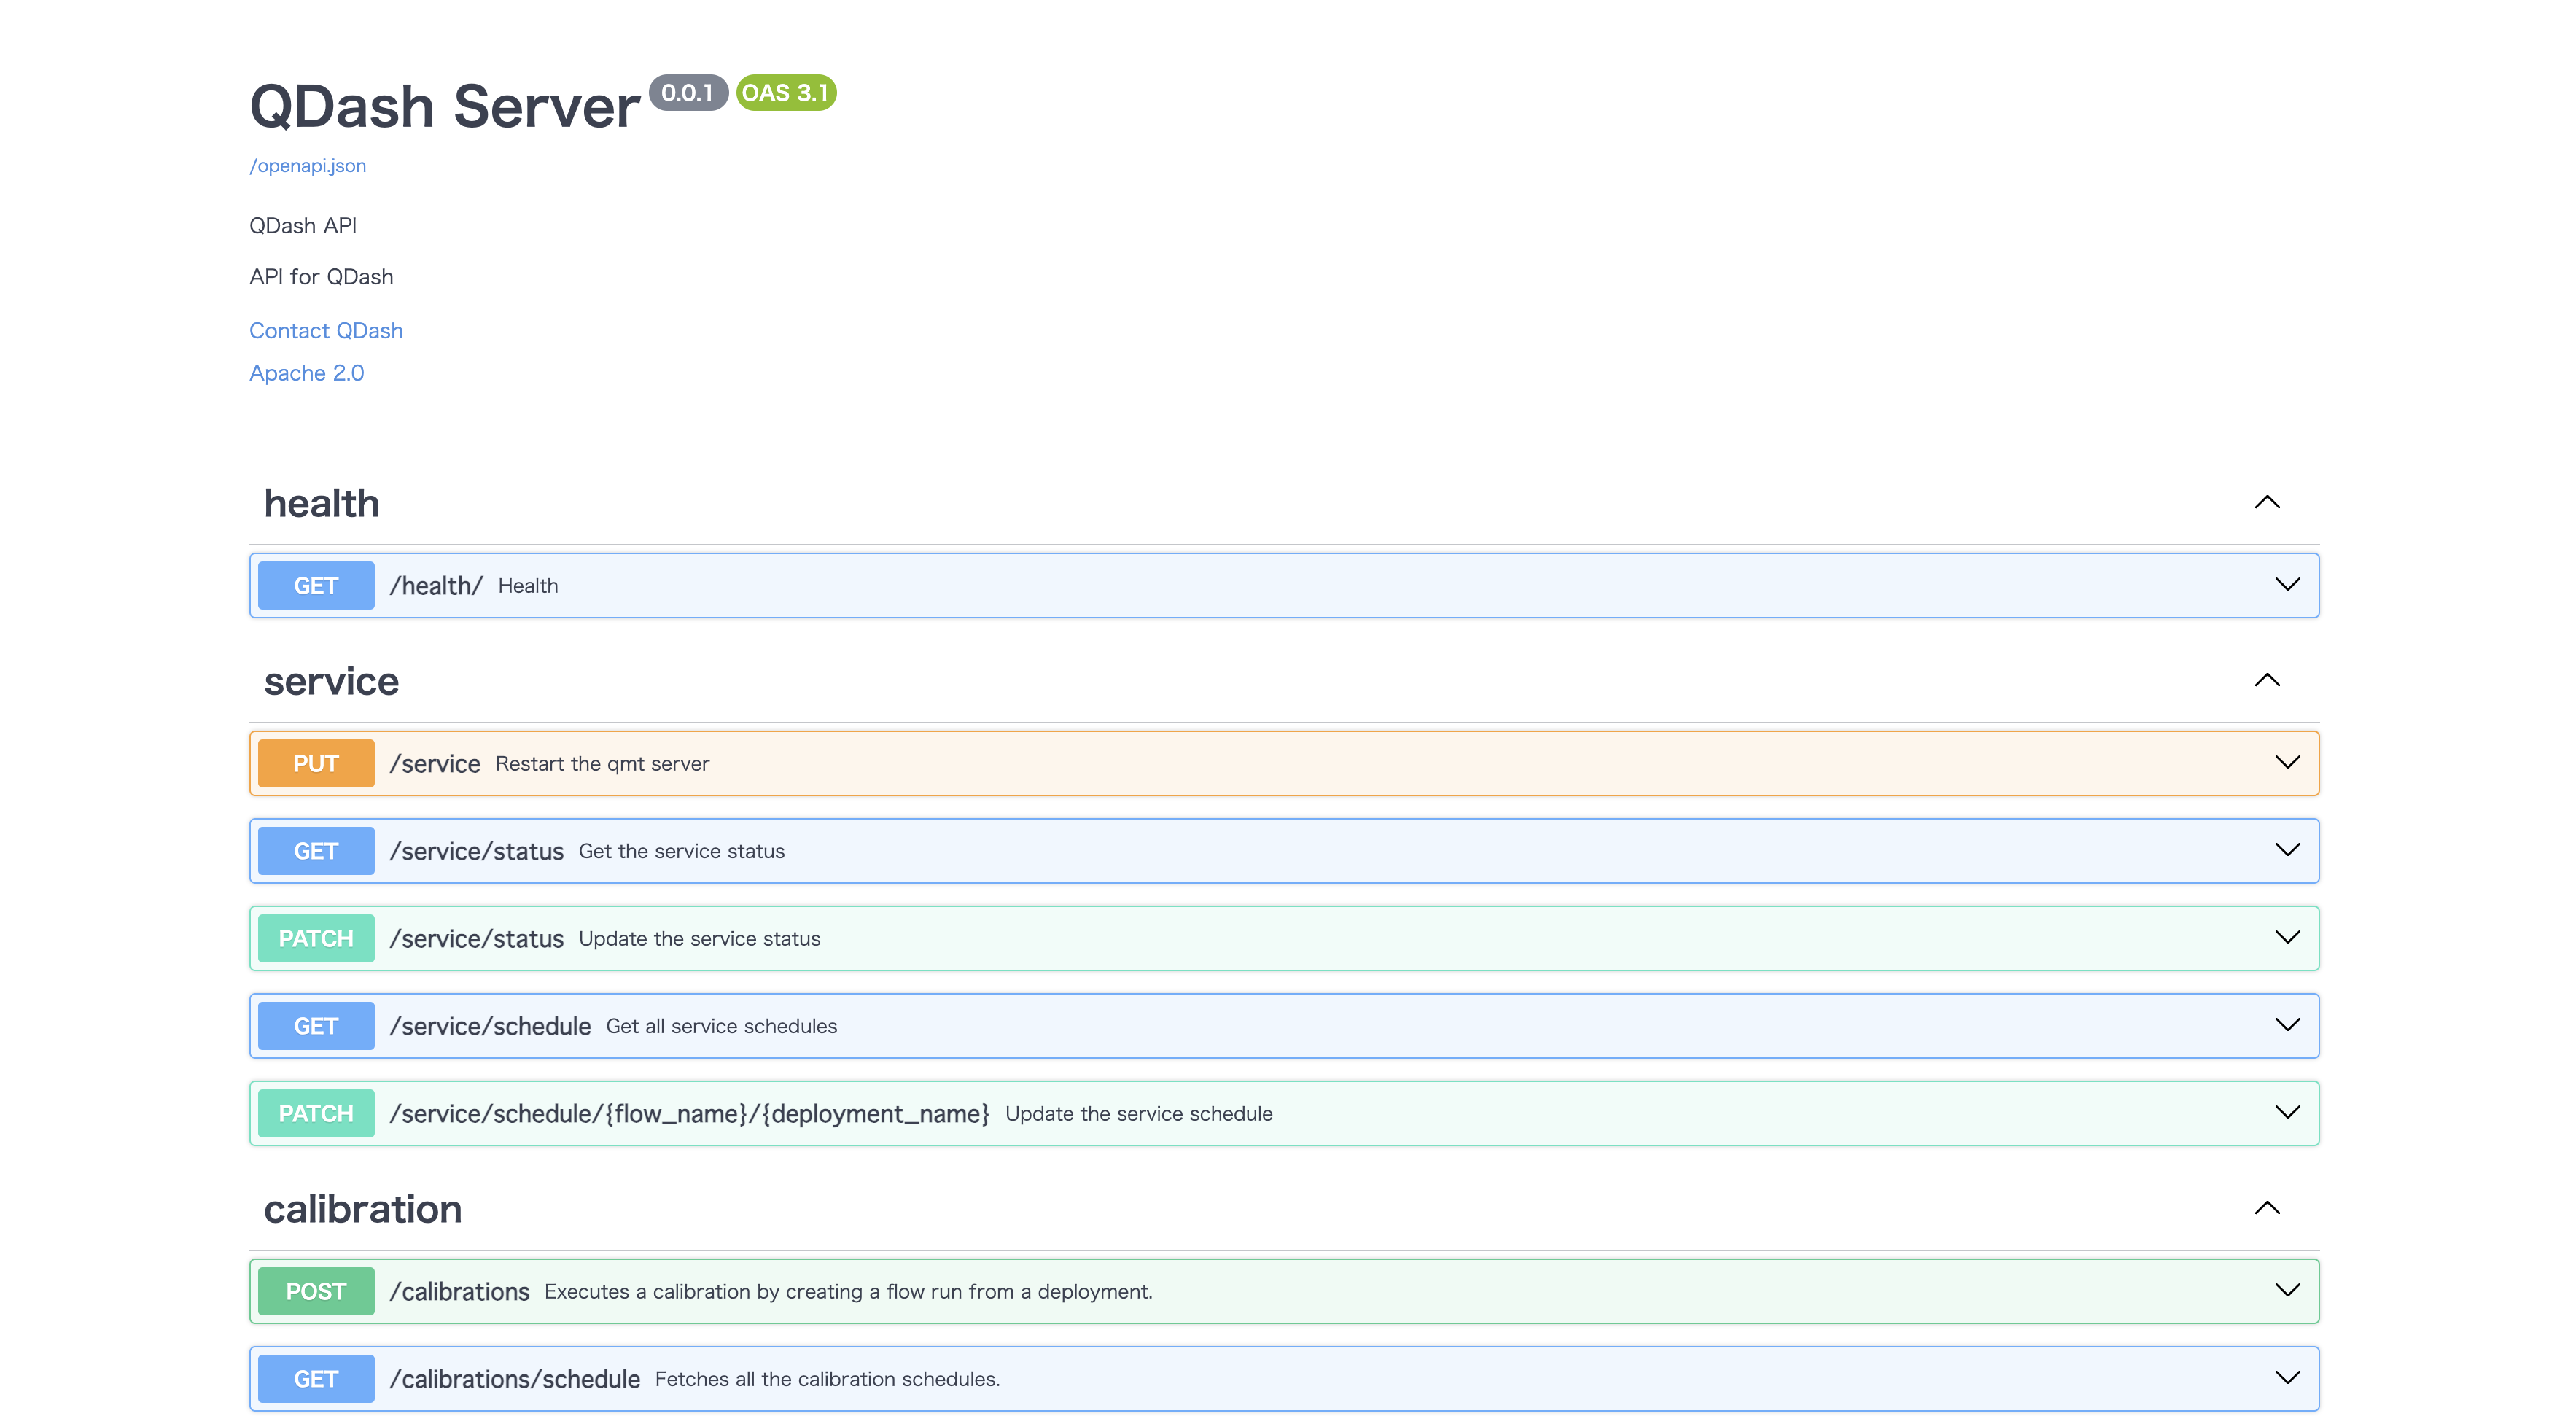 QDash Server 0.0.1 OAS 3.1
/openapi.json
QDash API
API for QDash
Contact QDash
Apache 2.0
health
GET /health/ Health
service
PUT /service Restart the qmt server
GET /service/status Get the service status
PATCH /service/status Update the service status
GET /service/schedule Get all service schedules
PATCH /service/schedule/{flow_name}/{deployment_name} Update the service schedule
calibration
POST /calibrations Executes a calibration by creating a flow run from a deployment.
GET /calibrations/schedule Fetches all the calibration schedules.